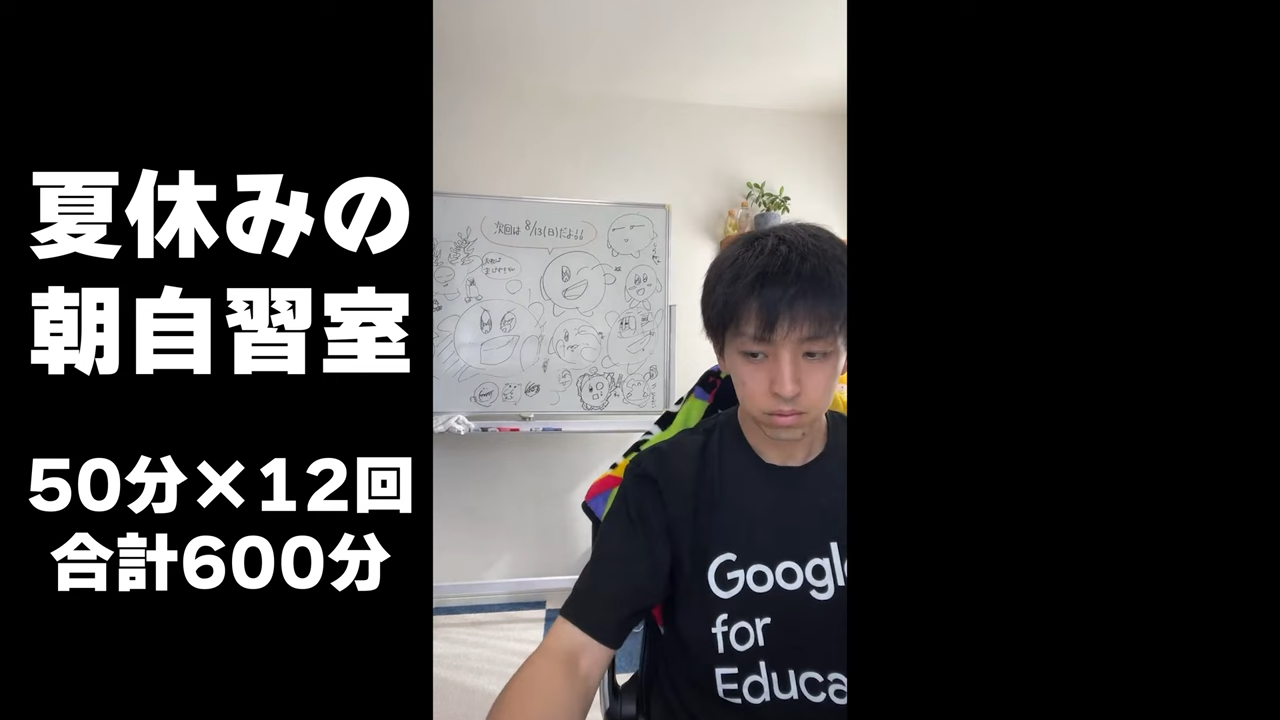 夏休みの
朝自習室
50分×12回
合計600分
次回は 8/13(日)だよ!!
Googl
for
Educa